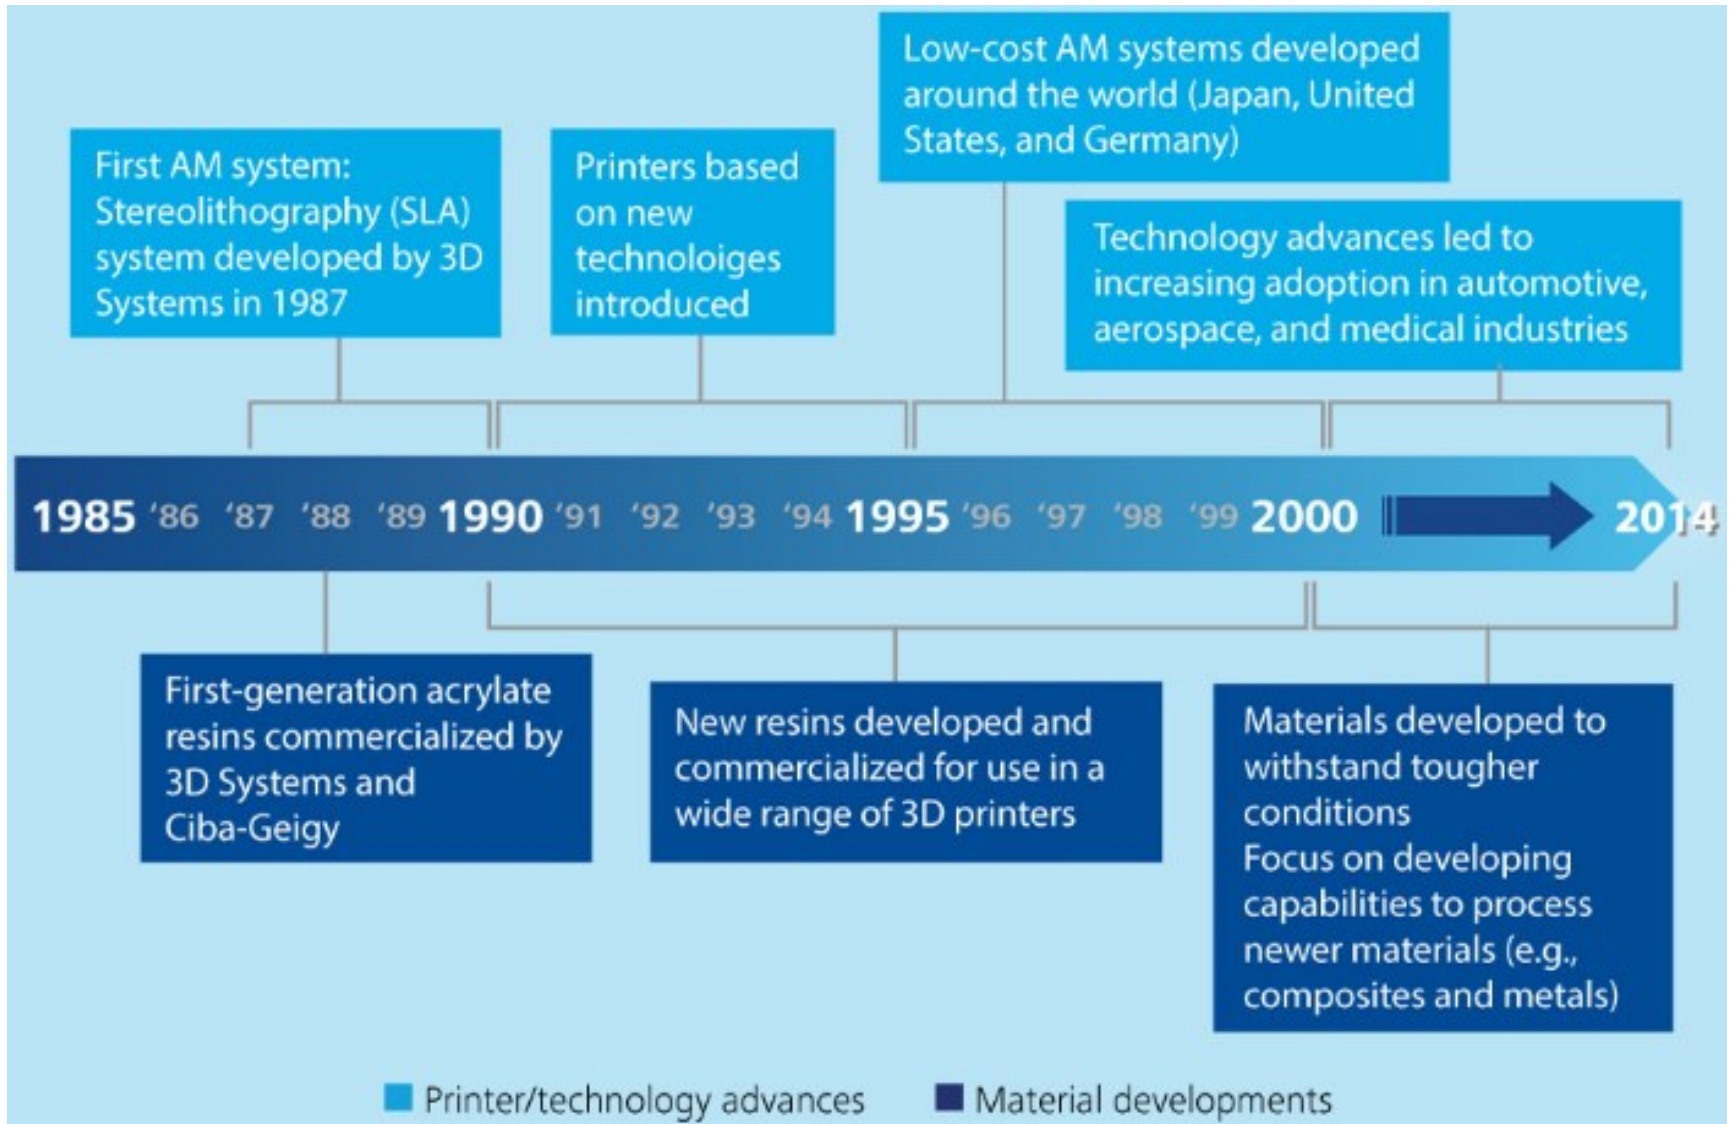 Low-cost AM systems developed
around the world (Japan, United
States, and Germany)
First AM system:
Stereolithography (SLA)
system developed by 3D
Systems in 1987
Printers based
on new
technoloiges
introduced
Technology advances led to
increasing adoption in automotive,
aerospace, and medical industries
1985 ‘86 ‘87 ‘88 ‘89 1990 ‘91 ‘92 ‘93 ‘94 1995 ‘96 ‘97 ‘98 ‘99 2000 2014
First-generation acrylate
resins commercialized by
3D Systems and
Ciba-Geigy
New resins developed and
commercialized for use in a
wide range of 3D printers
Materials developed to
withstand tougher
conditions
Focus on developing
capabilities to process
newer materials (e.g.,
composites and metals)
Printer/technology advances
Material developments